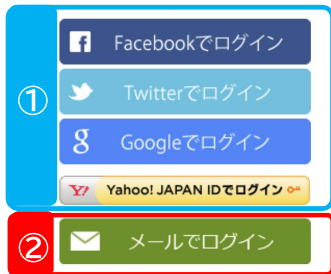 ①
Facebookでログイン
Twitterでログイン
Googleでログイン
Y! Yahoo! JAPAN IDでログイン
②
メールでログイン